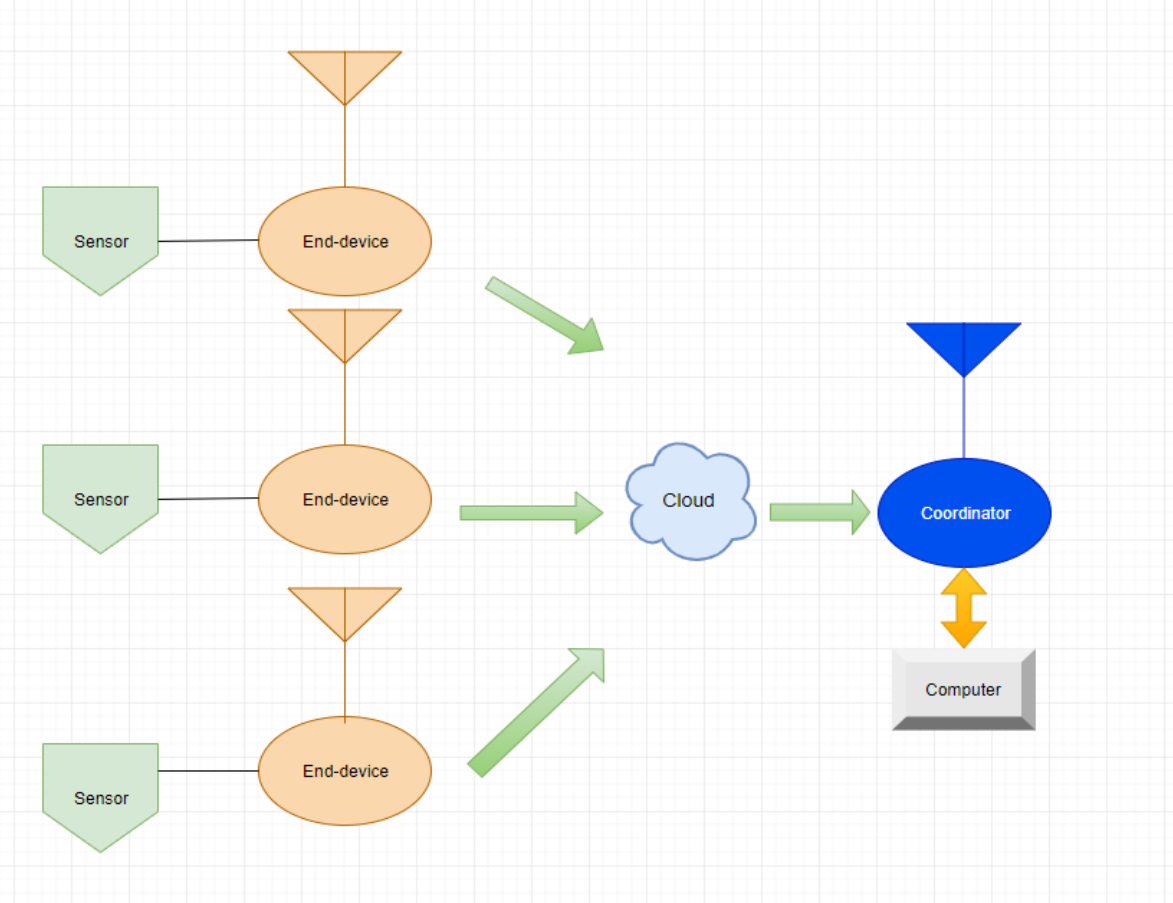 Sensor
End-device
Sensor
End-device
Cloud
Coordinator
Computer
Sensor
End-device